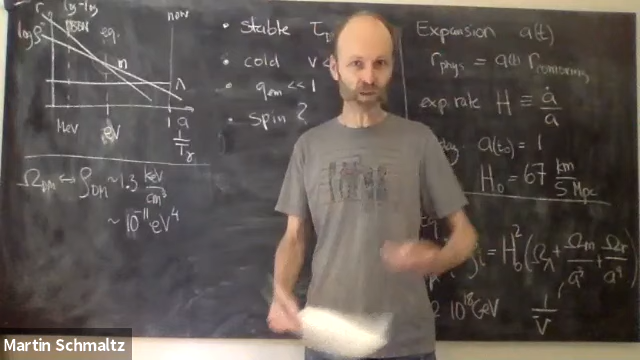 BBN
eq.
now
log ρ
r
m
Λ
MeV
eV
1
a
1/T_γ
Ω_DM ↔ ρ_DM ~ 1.3 keV/cm³
~ 10⁻¹¹ eV⁴
• stable
• cold v <
• q_em << 1
• spin ?
Expansion a(t)
r_phys = a(t) r_comoving
exp. rate H ≡ ȧ/a
a(t₀) = 1
H₀ = 67 km/s Mpc
= H₀² (Ω_Λ + Ω_m/a³ + Ω_r/a⁴)
10¹⁸ GeV
1/V
Martin Schmaltz